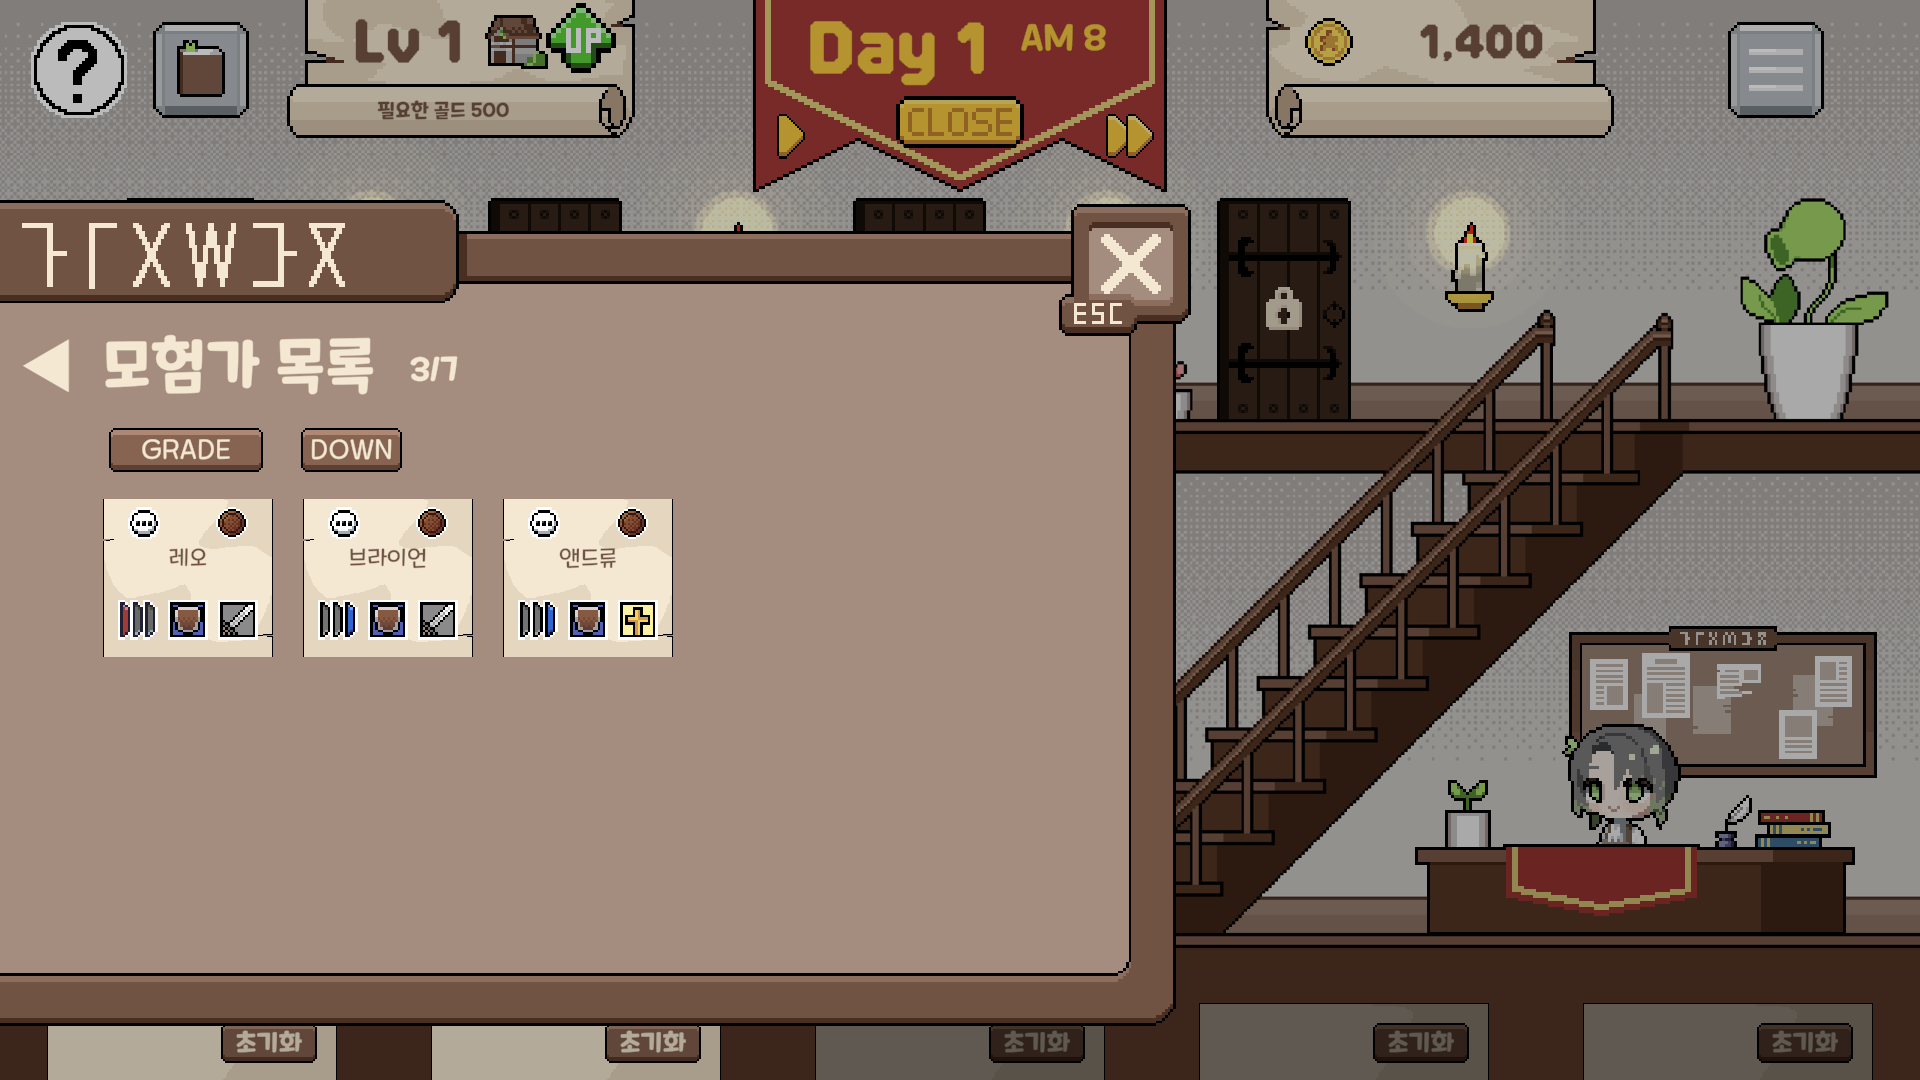 Lv 1
UP
필요한 골드 500
Day 1
AM 8
CLOSE
1,400
ESC
모험가 목록 3/7
GRADE
DOWN
레오
브라이언
앤드류
초기화
초기화
초기화
초기화
초기화